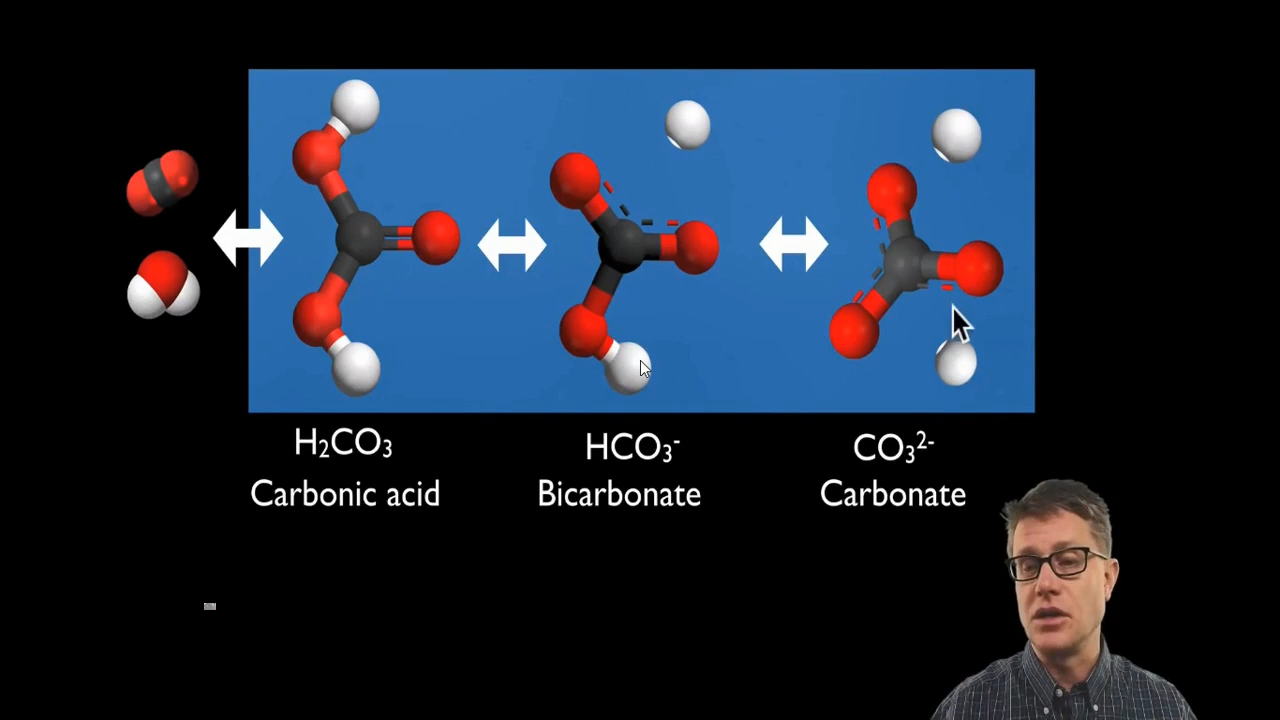 H₂CO₃
Carbonic acid
HCO₃⁻
Bicarbonate
CO₃²⁻
Carbonate